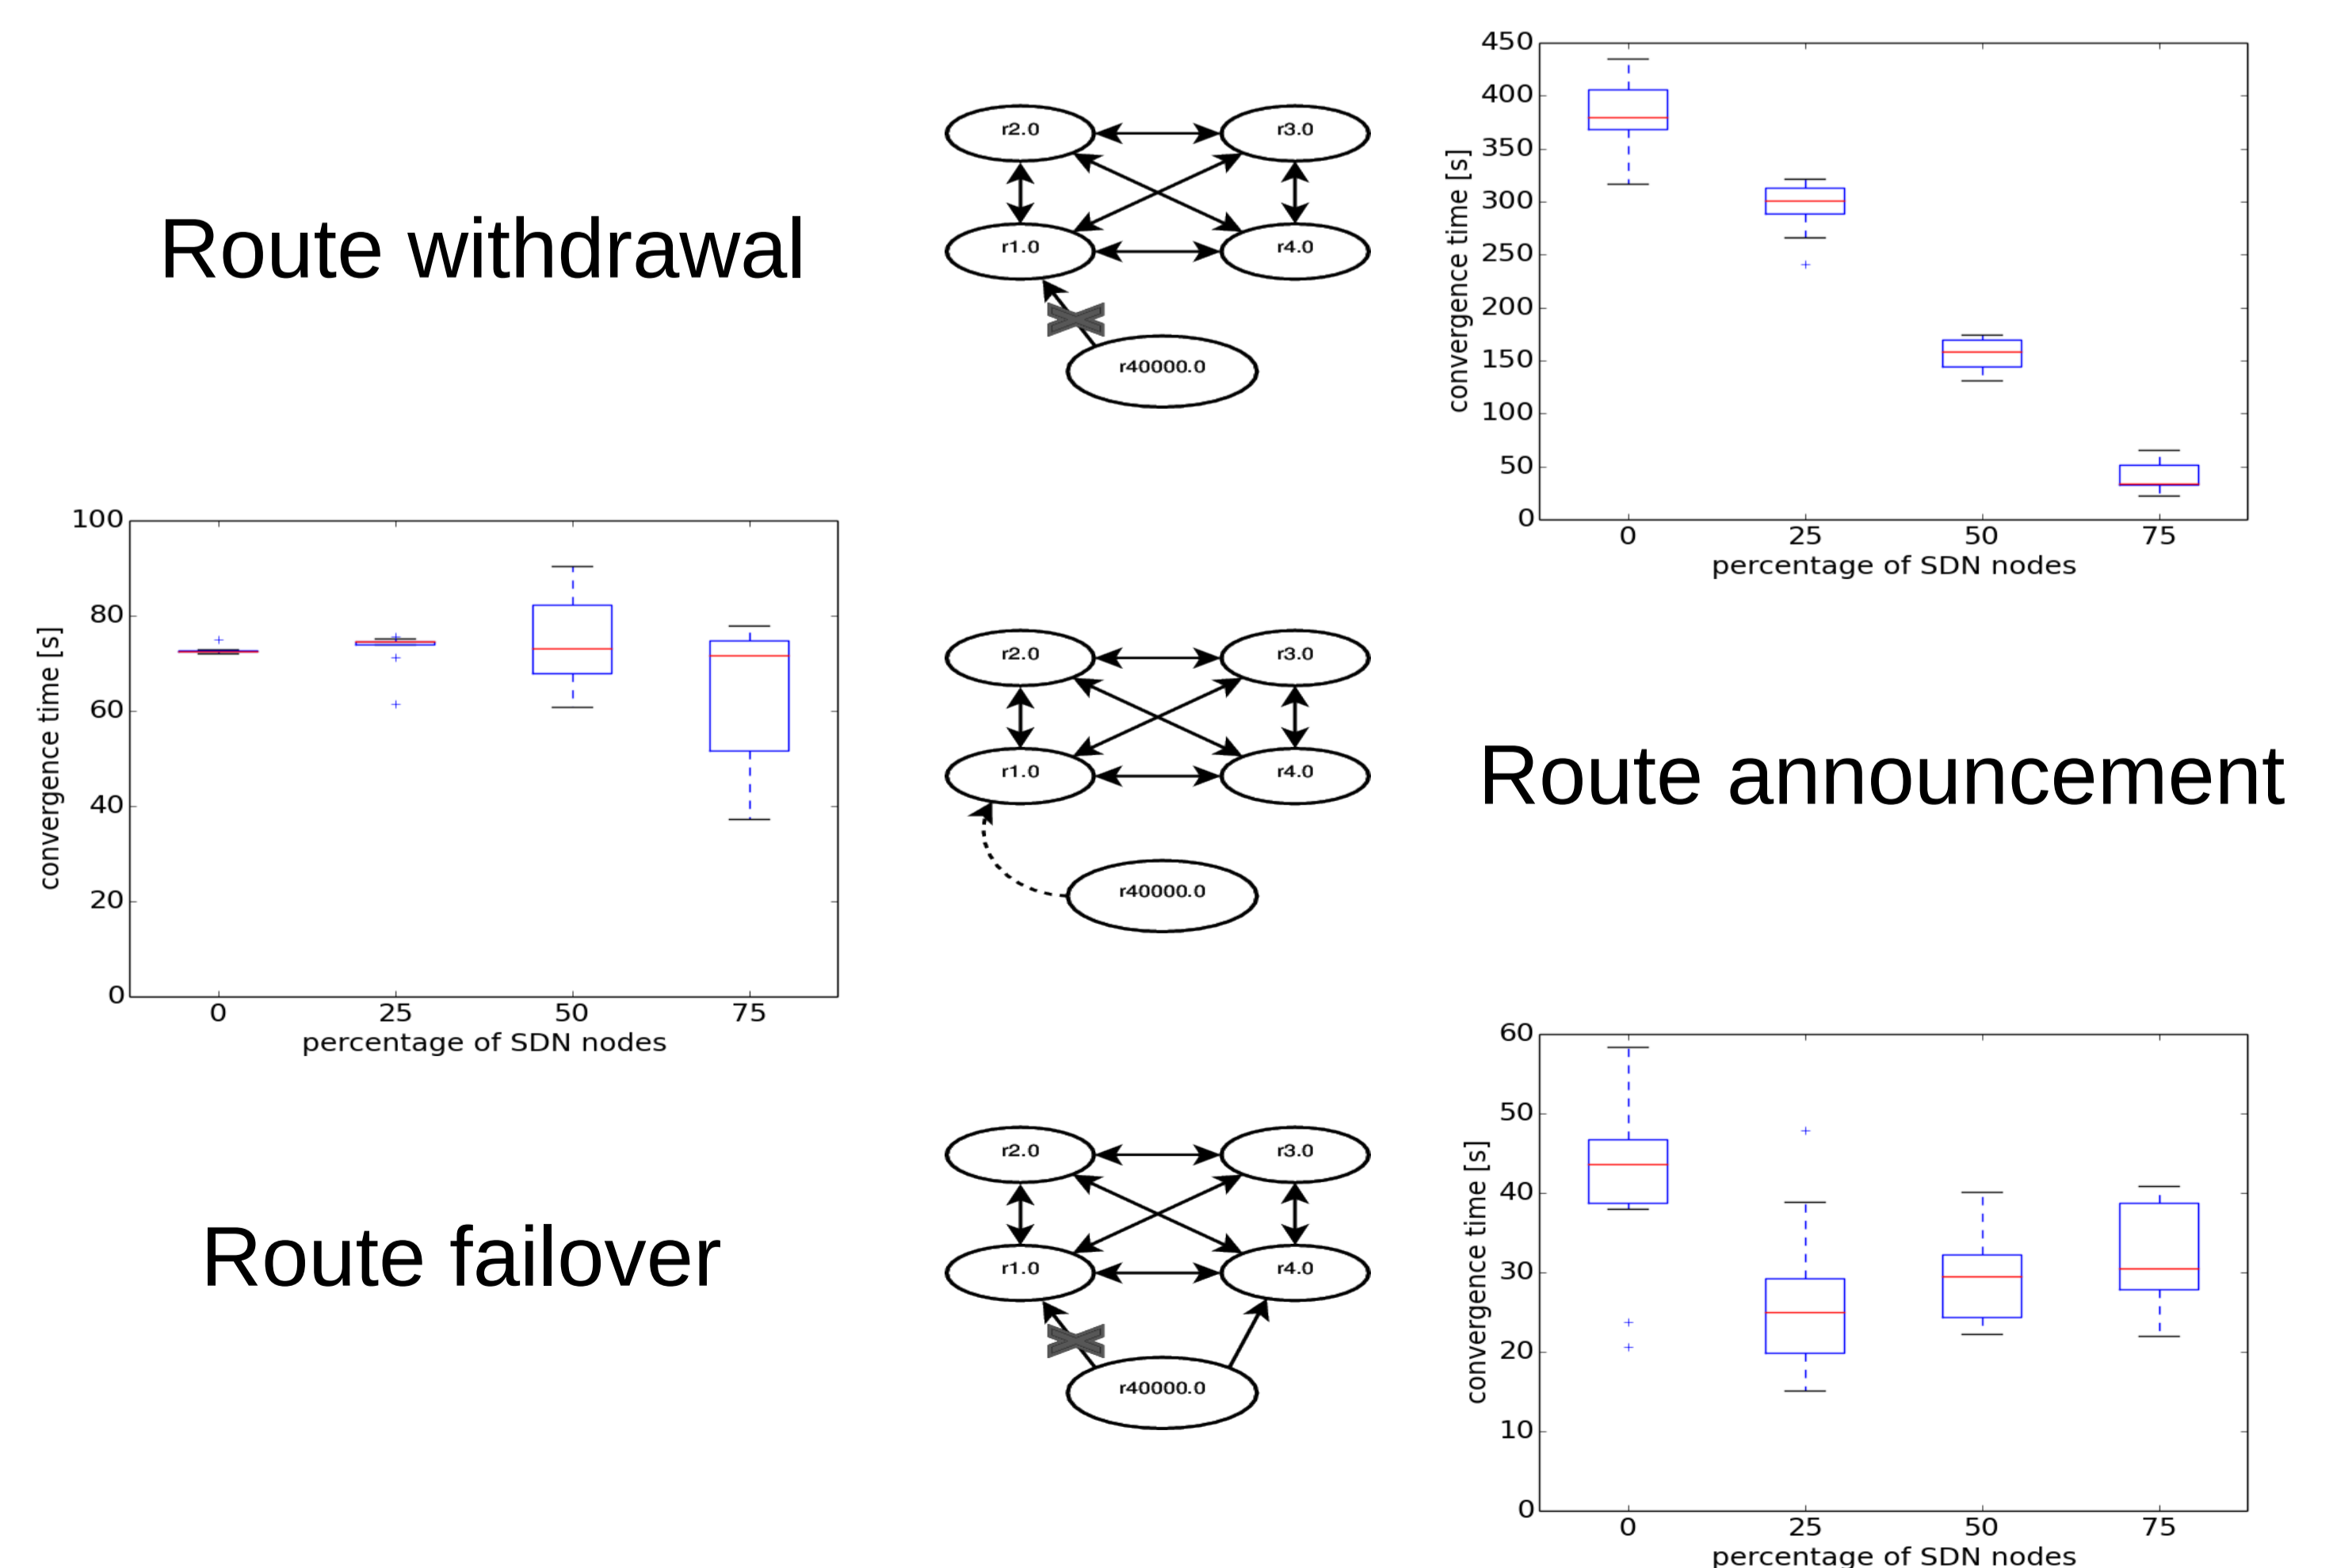 Route withdrawal
r2.0 r3.0
r1.0 r4.0
r40000.0
450
400
350
300
250
200
150
100
50
0
convergence time [s]
0 25 50 75
percentage of SDN nodes
100
80
60
40
20
0
convergence time [s]
0 25 50 75
percentage of SDN nodes
r2.0 r3.0
r1.0 r4.0
r40000.0
Route announcement
Route failover
r2.0 r3.0
r1.0 r4.0
r40000.0
60
50
40
30
20
10
0
convergence time [s]
0 25 50 75
percentage of SDN nodes